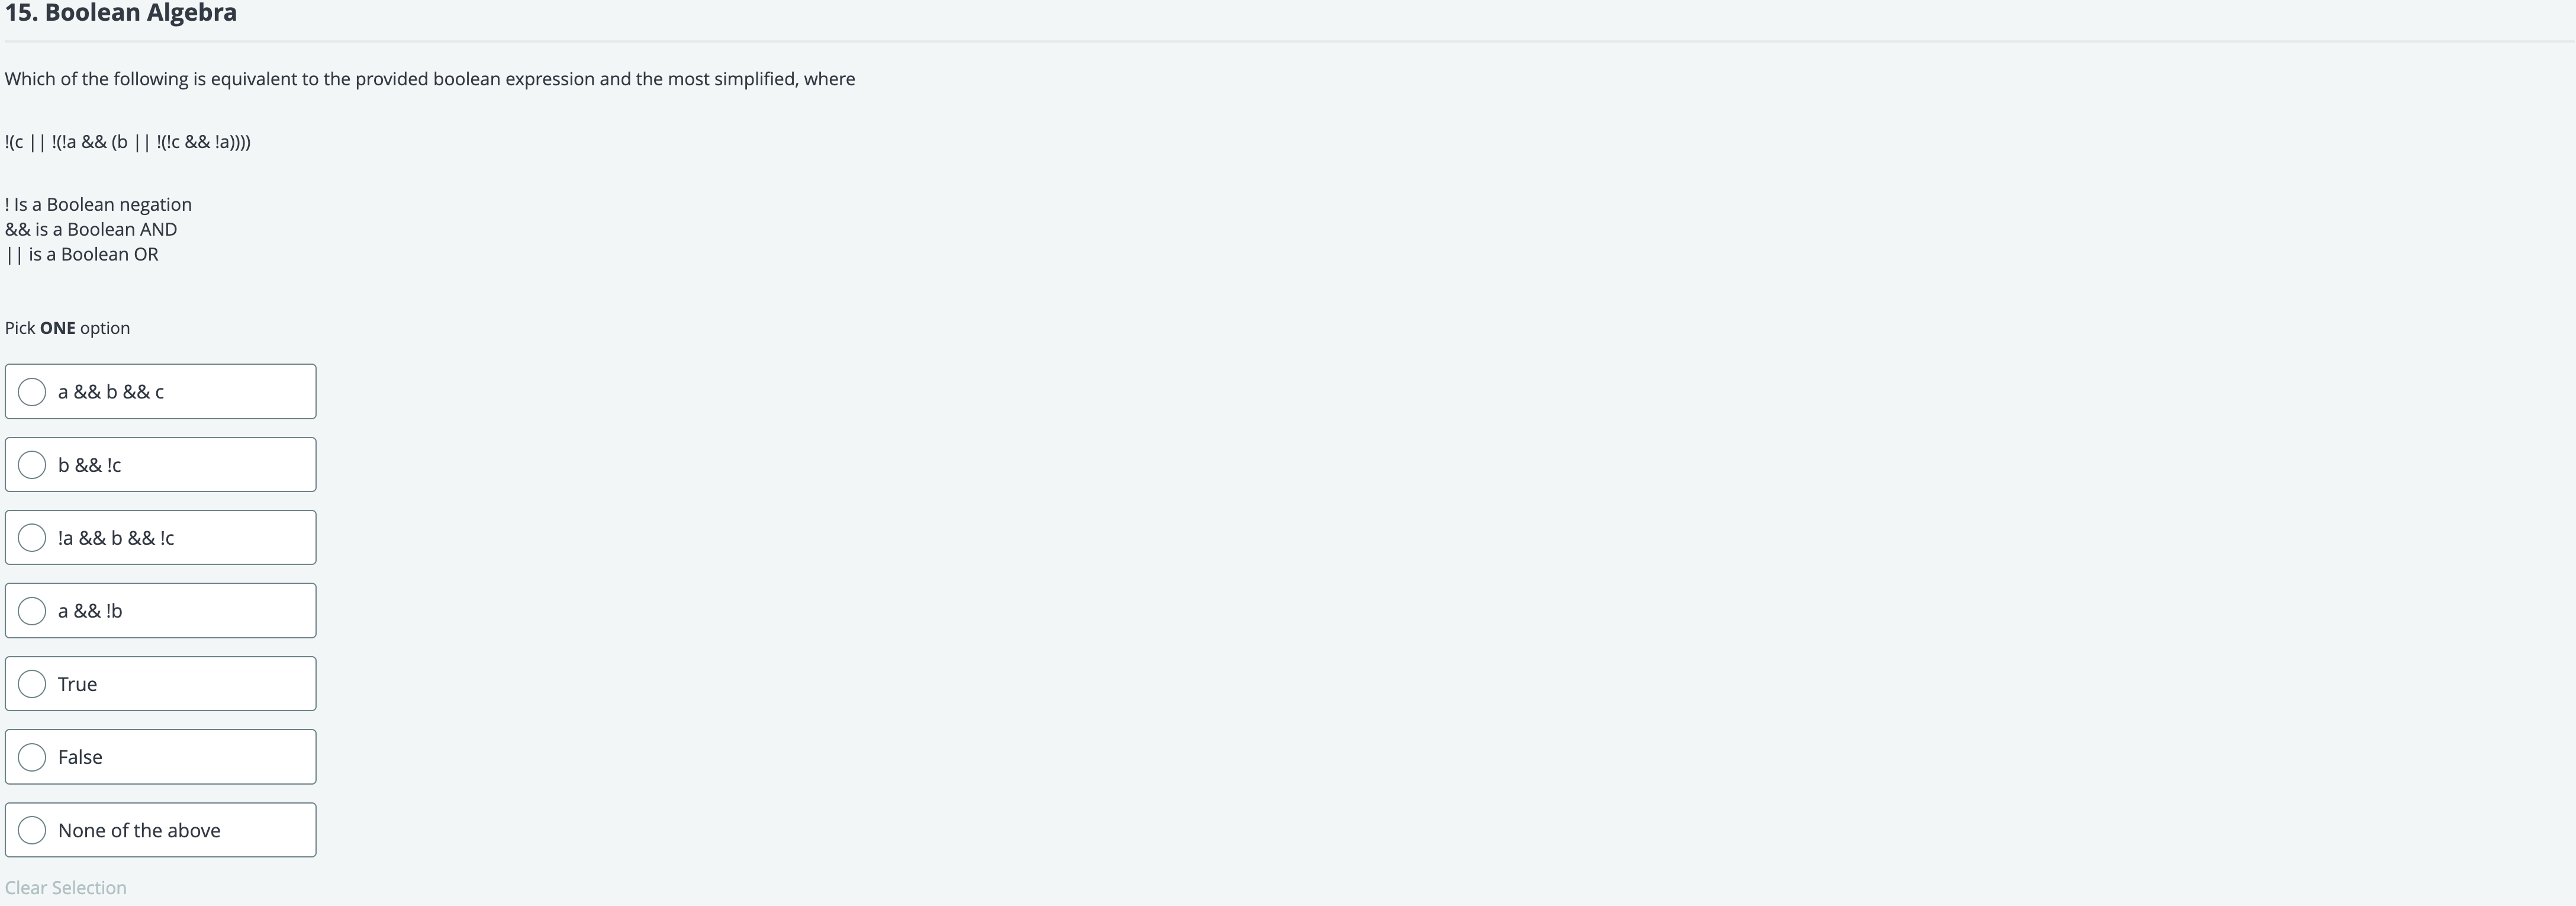 15. Boolean Algebra
Which of the following is equivalent to the provided boolean expression and the most simplified, where
!(c || !(!a && (b || !(!c && !a))))
! Is a Boolean negation
&& is a Boolean AND
|| is a Boolean OR
Pick ONE option
a && b && c
b && !c
!a && b && !c
a && !b
True
False
None of the above
Clear Selection